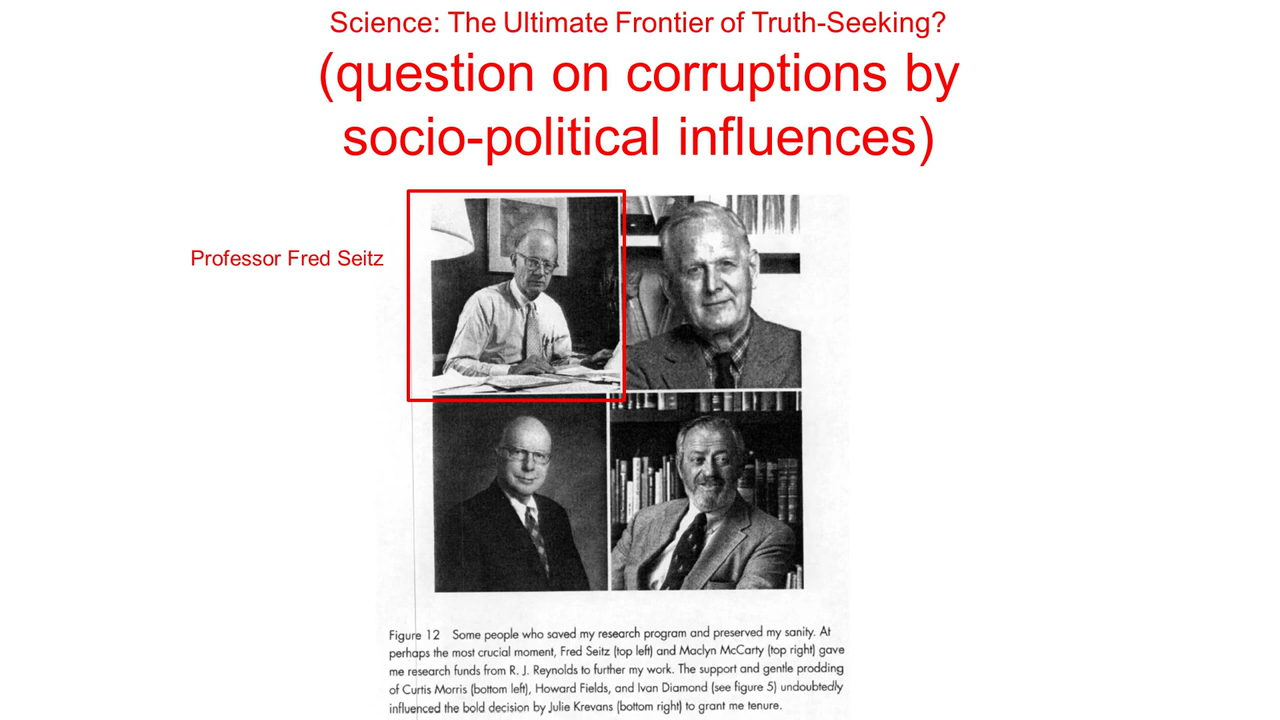 Science: The Ultimate Frontier of Truth-Seeking?
(question on corruptions by
socio-political influences)
Professor Fred Seitz
Figure 12 Some people who saved my research program and preserved my sanity. At
perhaps the most crucial moment, Fred Seitz (top left) and Maclyn McCarty (top right) gave
me research funds from R. J. Reynolds to further my work. The support and gentle prodding
of Curtis Morris (bottom left), Howard Fields, and Ivan Diamond (see figure 5) undoubtedly
influenced the bold decision by Julie Krevans (bottom right) to grant me tenure.